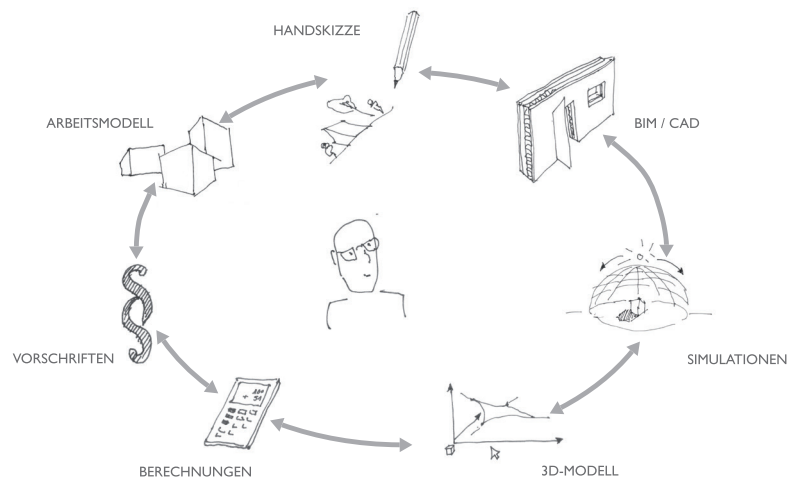 HANDSKIZZE
ARBEITSMODELL
BIM / CAD
VORSCHRIFTEN
SIMULATIONEN
BERECHNUNGEN
3D-MODELL